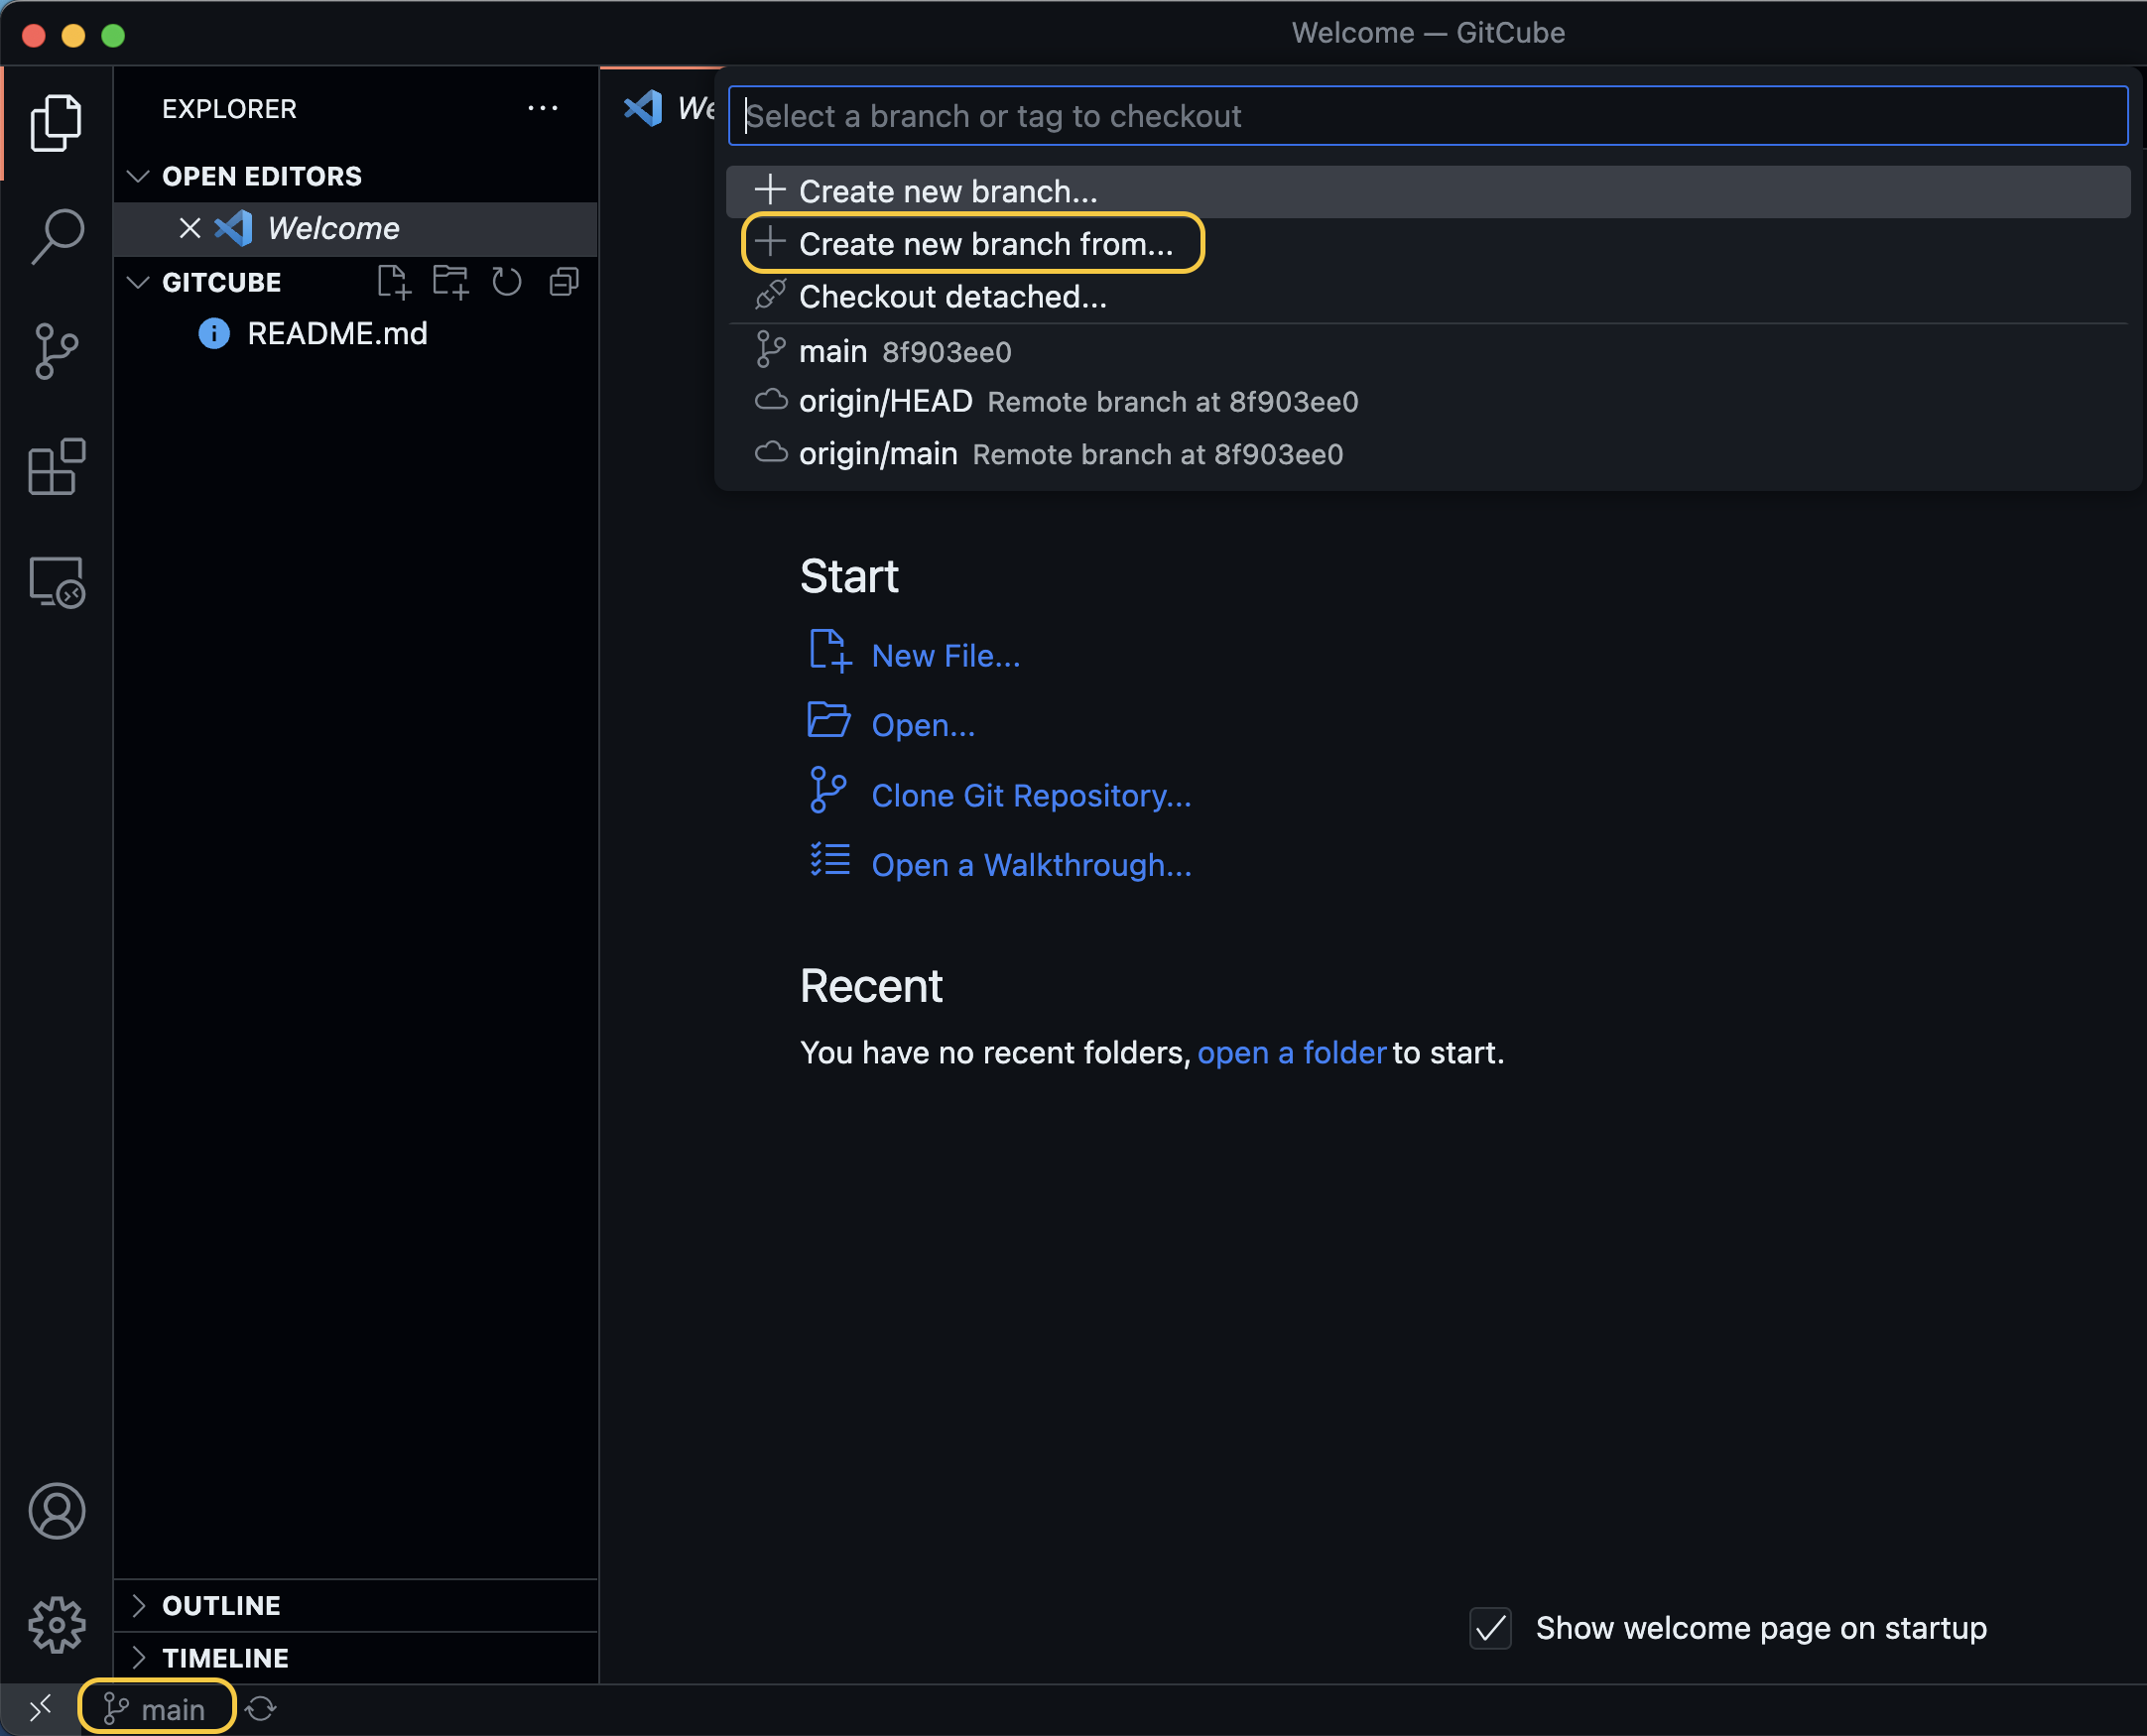 Welcome — GitCube
EXPLORER
OPEN EDITORS
Welcome
GITCUBE
README.md
OUTLINE
TIMELINE
We
Select a branch or tag to checkout
Create new branch...
Create new branch from...
Checkout detached...
main 8f903ee0
origin/HEAD Remote branch at 8f903ee0
origin/main Remote branch at 8f903ee0
Start
New File...
Open...
Clone Git Repository...
Open a Walkthrough...
Recent
You have no recent folders, open a folder to start.
Show welcome page on startup
main